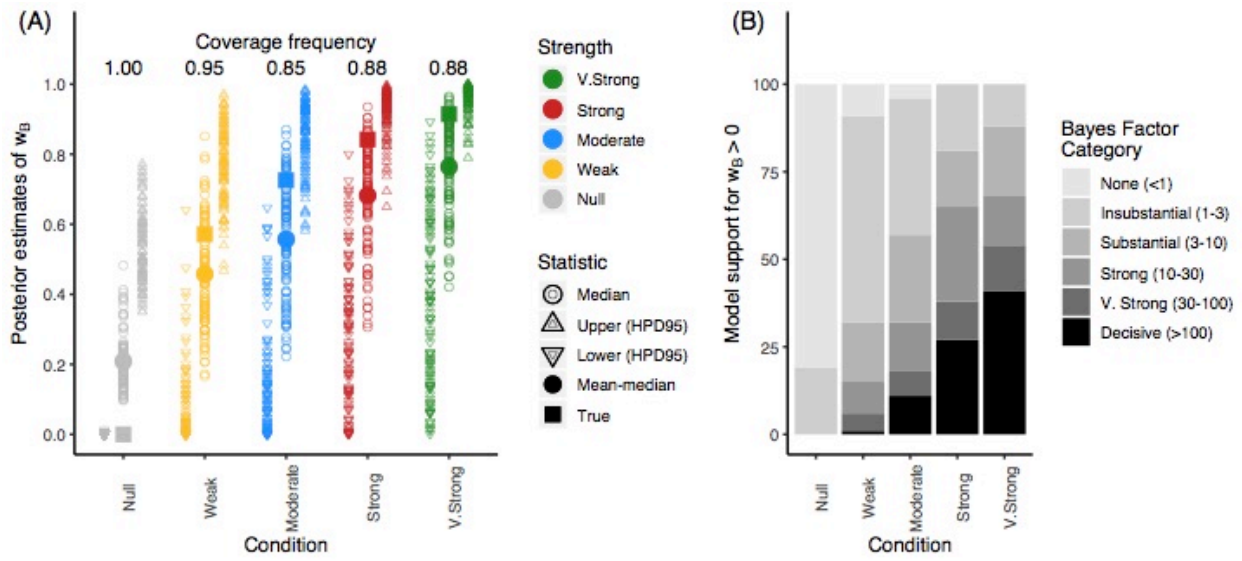 (A)
Coverage frequency
1.00 0.95 0.85 0.88 0.88
Posterior estimates of wB
1.0
0.8
0.6
0.4
0.2
0.0
Null
Weak
Moderate
Strong
V.Strong
Condition
Strength
V.Strong
Strong
Moderate
Weak
Null
Statistic
Median
Upper (HPD95)
Lower (HPD95)
Mean-median
True
(B)
Model support for wB > 0
100
75
50
25
0
Null
Weak
Moderate
Strong
V.Strong
Condition
Bayes Factor
Category
None (<1)
Insubstantial (1-3)
Substantial (3-10)
Strong (10-30)
V. Strong (30-100)
Decisive (>100)